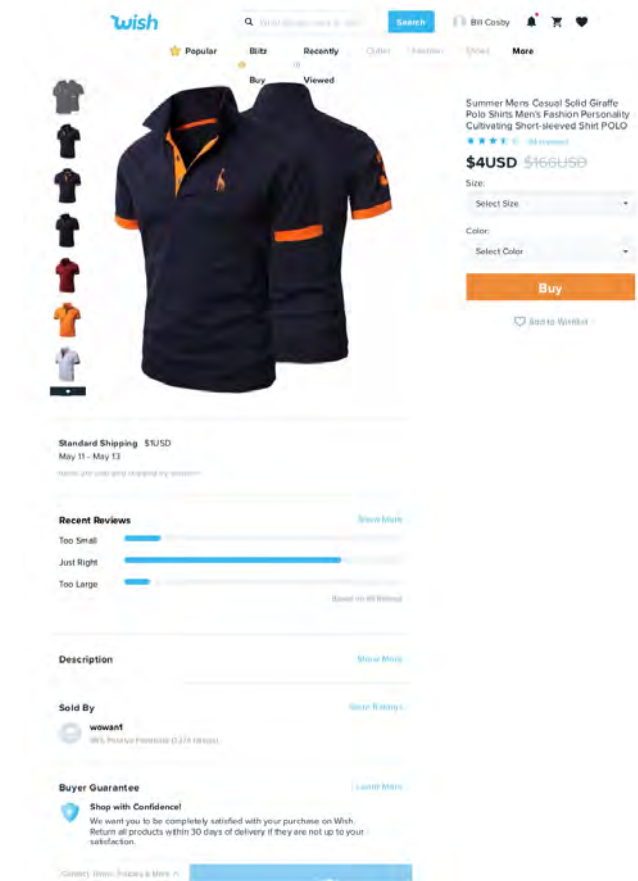 wish
Search
Bill Cosby
Popular
Blitz
Buy
Recently
Viewed
Outlet
Fashion
Shoes
More
Summer Mens Casual Solid Giraffe
Polo Shirts Men's Fashion Personality
Cultivating Short-sleeved Shirt POLO
$4USD $166USD
Size:
Select Size
Color:
Select Color
Buy
Add to Wishlist
Standard Shipping $1USD
May 11 - May 13
Recent Reviews Show More
Too Small
Just Right
Too Large
Description Show More
Sold By
wowan1
Buyer Guarantee Learn More
Shop with Confidence!
We want you to be completely satisfied with your purchase on Wish.
Return all products within 30 days of delivery if they are not up to your
satisfaction.